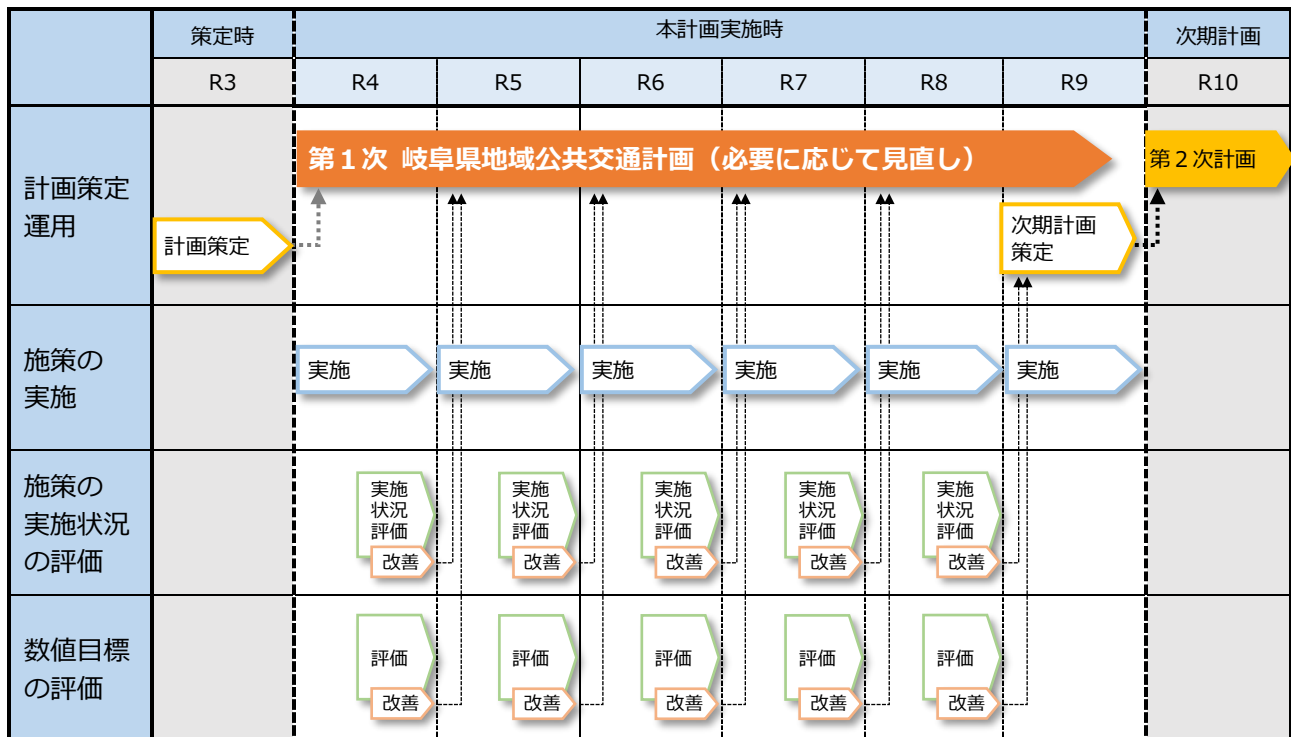 策定時
本計画実施時
次期計画
R3
R4
R5
R6
R7
R8
R9
R10
計画策定
運用
第１次 岐阜県地域公共交通計画（必要に応じて見直し）
第２次計画
計画策定
次期計画
策定
施策の
実施
実施
実施
実施
実施
実施
実施
施策の
実施状況
の評価
実施
状況
評価
改善
実施
状況
評価
改善
実施
状況
評価
改善
実施
状況
評価
改善
実施
状況
評価
改善
数値目標
の評価
評価
改善
評価
改善
評価
改善
評価
改善
評価
改善